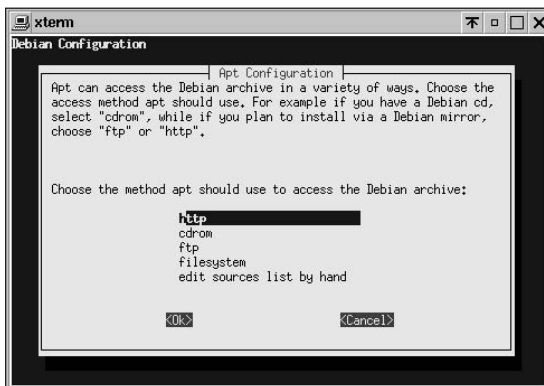 xterm
Debian Configuration
Apt Configuration
Apt can access the Debian archive in a variety of ways. Choose the
access method apt should use. For example if you have a Debian cd,
select "cdrom", while if you plan to install via a Debian mirror,
choose "ftp" or "http".
Choose the method apt should use to access the Debian archive:
http
cdrom
ftp
filesystem
edit sources list by hand
<Ok> <Cancel>